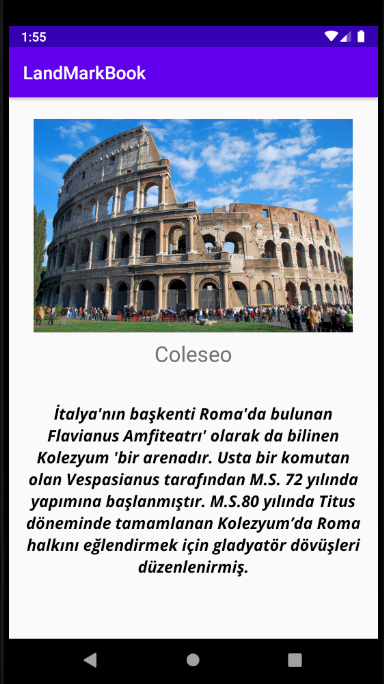 1:55
LandMarkBook
Coleseo
İtalya'nın başkenti Roma'da bulunan
Flavianus Amfiteatrı' olarak da bilinen
Kolezyum 'bir arenadır. Usta bir komutan
olan Vespasianus tarafından M.S. 72 yılında
yapımına başlanmıştır. M.S.80 yılında Titus
döneminde tamamlanan Kolezyum'da Roma
halkını eğlendirmek için gladyatör dövüşleri
düzenlenirmiş.